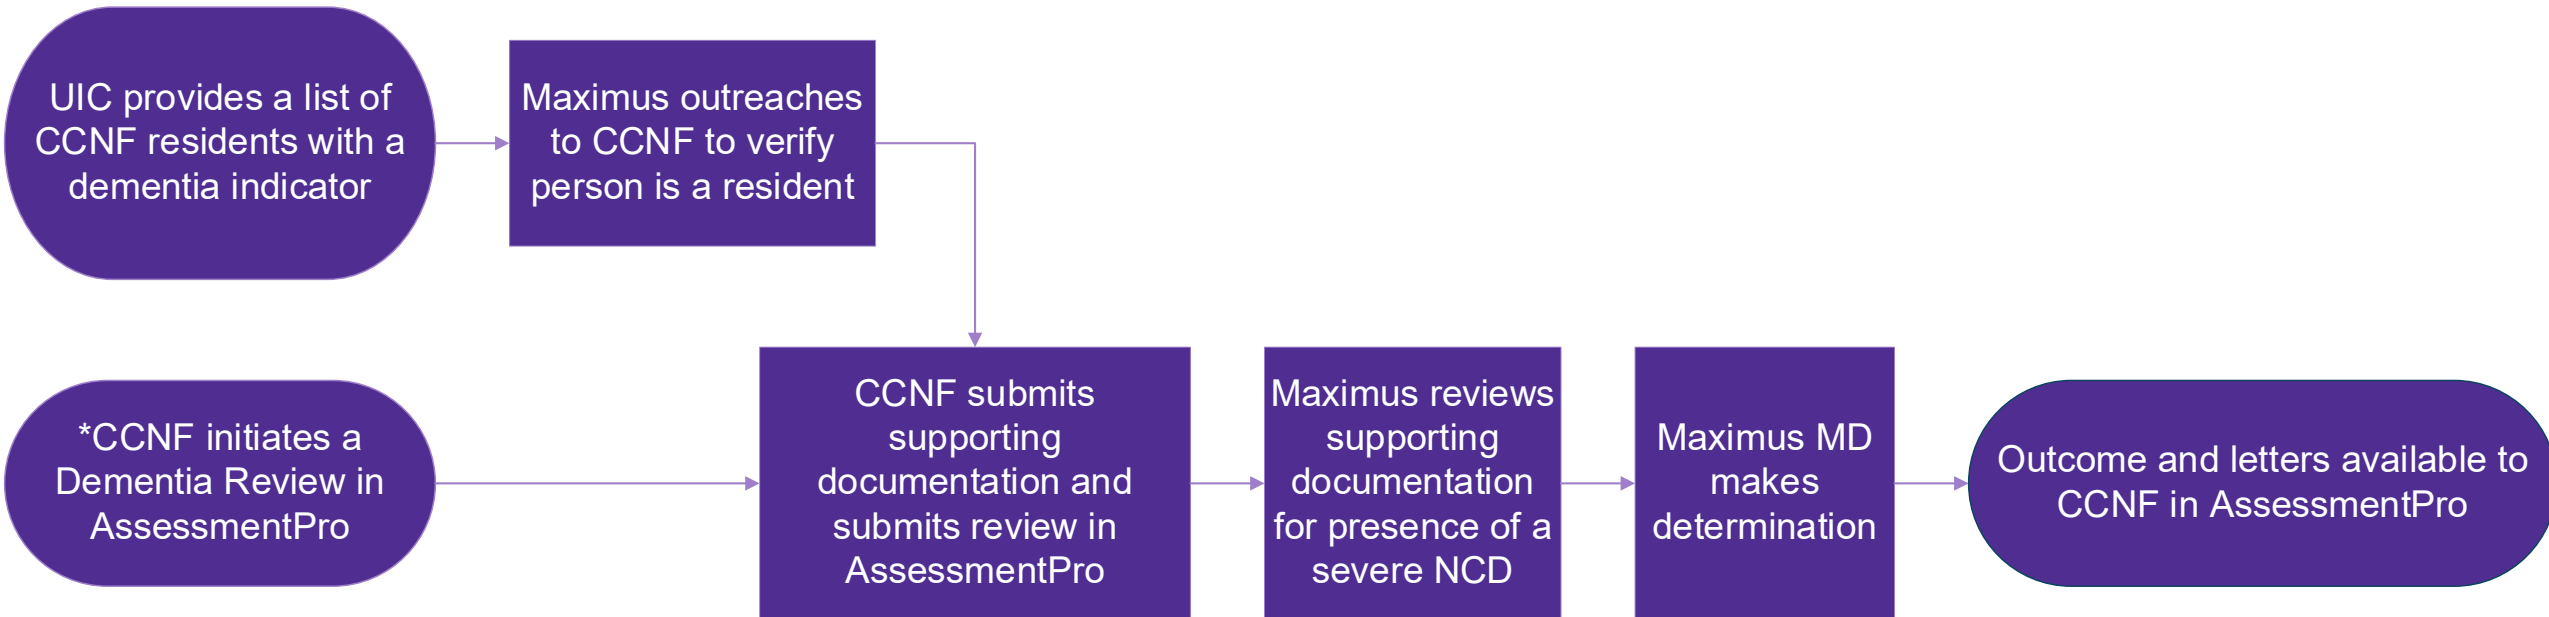 UIC provides a list of
CCNF residents with a
dementia indicator
Maximus outreaches
to CCNF to verify
person is a resident
*CCNF initiates a
Dementia Review in
AssessmentPro
CCNF submits
supporting
documentation and
submits review in
AssessmentPro
Maximus reviews
supporting
documentation
for presence of a
severe NCD
Maximus MD
makes
determination
Outcome and letters available to
CCNF in AssessmentPro